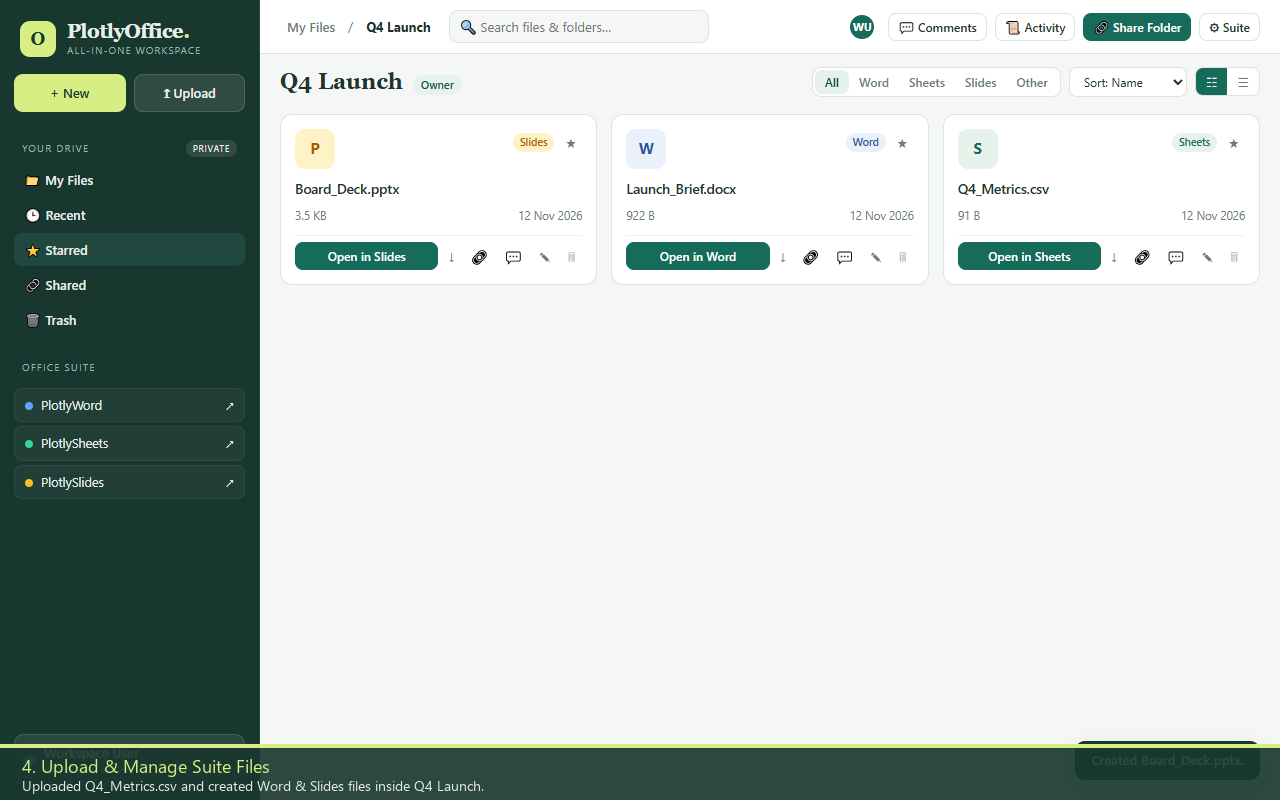 O
PlotlyOffice.
ALL-IN-ONE WORKSPACE
+ New
↥ Upload
YOUR DRIVE
PRIVATE
My Files
Recent
Starred
Shared
Trash
OFFICE SUITE
PlotlyWord ↗
PlotlySheets ↗
PlotlySlides ↗
Workspace User
My Files / Q4 Launch
Search files & folders...
WU
Comments
Activity
Share Folder
Suite
Q4 Launch
Owner
All Word Sheets Slides Other
Sort: Name
P
Slides ★
Board_Deck.pptx
3.5 KB 12 Nov 2026
Open in Slides ↓
W
Word ★
Launch_Brief.docx
922 B 12 Nov 2026
Open in Word ↓
S
Sheets ★
Q4_Metrics.csv
91 B 12 Nov 2026
Open in Sheets ↓
Created Board_Deck.pptx.
4. Upload & Manage Suite Files
Uploaded Q4_Metrics.csv and created Word & Slides files inside Q4 Launch.